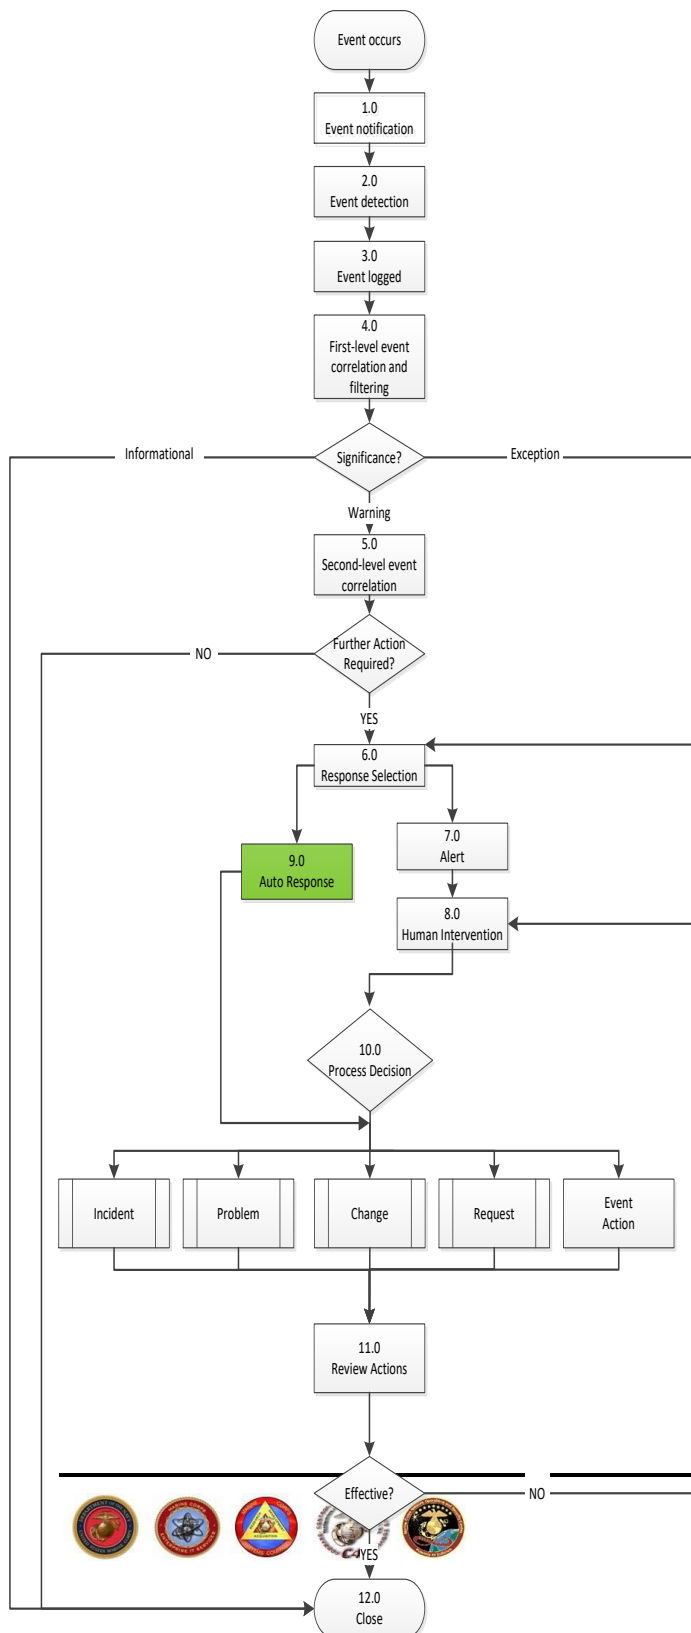 Event occurs
1.0
Event notification
2.0
Event detection
3.0
Event logged
4.0
First-level event
correlation and
filtering
Informational
Significance?
Exception
Warning
5.0
Second-level event
correlation
NO
Further Action
Required?
YES
6.0
Response Selection
9.0
Auto Response
7.0
Alert
8.0
Human Intervention
10.0
Process Decision
Incident
Problem
Change
Request
Event
Action
11.0
Review Actions
Effective?
NO
YES
12.0
Close